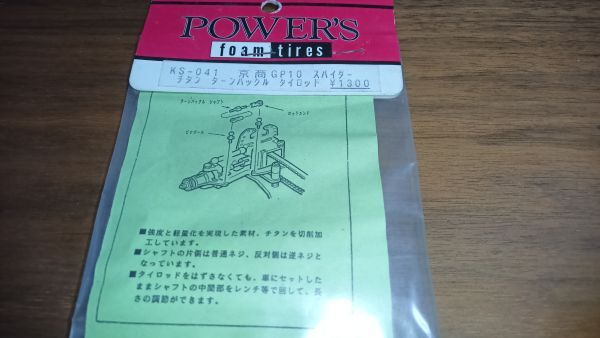 POWER'S
foam tires
KS-041 京商GP10 スパイダー
チタン ターンバックル タイロッド ¥1300
ターンバックル シャフト
ロッドエンド
ピロボール
■強度と軽量化を実現した素材、チタンを切削加
工しています。
■シャフトの片側は普通ネジ、反対側は逆ネジと
なっています。
■タイロッドをはずさなくても、車にセットした
ままシャフトの中間部をレンチ等で回して、長
さの調節ができます。